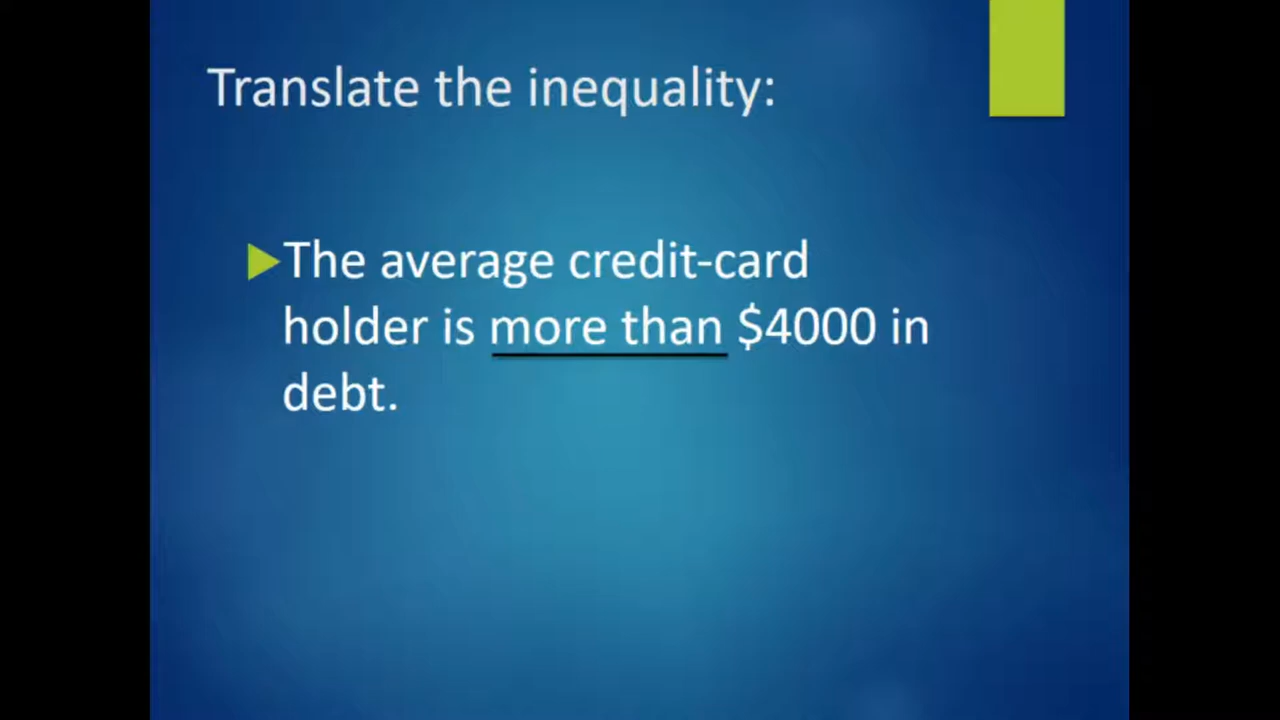 Translate the inequality:
The average credit-card
holder is more than $4000 in
debt.